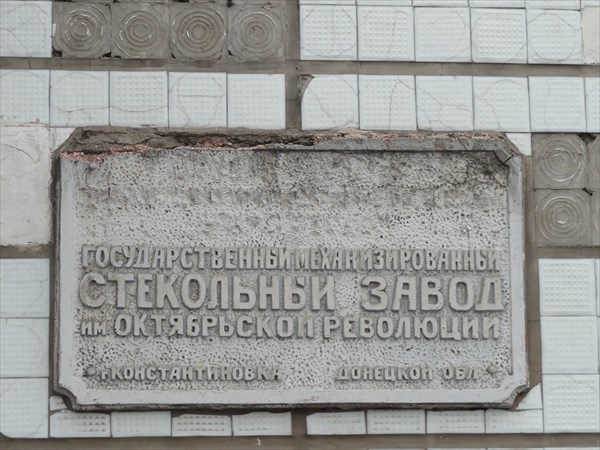 ГОСУДАРСТВЕННЫЙ МЕХАНИЗИРОВАННЫЙ
СТЕКОЛЬНЫЙ ЗАВОД
ИМ ОКТЯБРЬСКОЙ РЕВОЛЮЦИИ
Г. КОНСТАНТИНОВКА ДОНЕЦКОЙ ОБЛ.